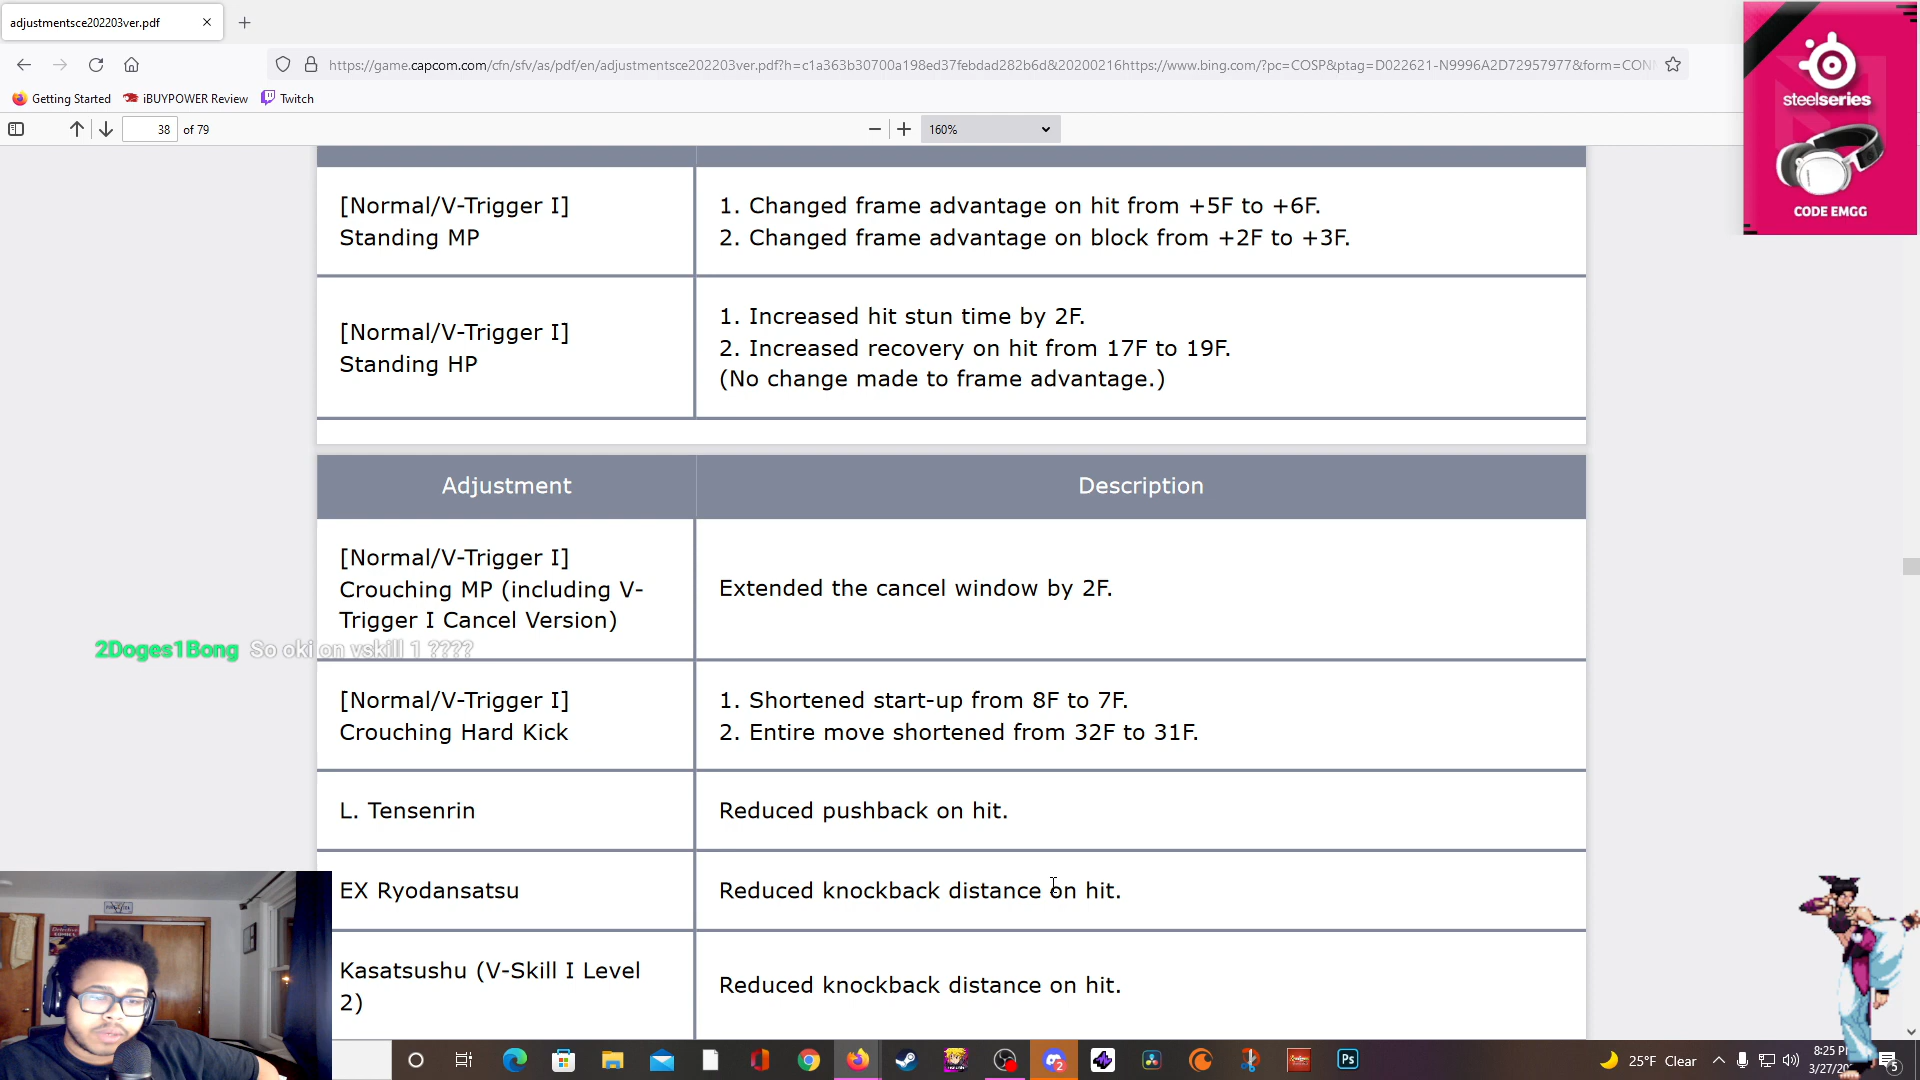 adjustmentsce202203ver.pdf
https://game.capcom.com/cfn/sfv/as/pdf/en/adjustmentsce202203ver.pdf?h=c1a363b30700a198ed37febdad282b6d&20200216https://www.bing.com/?pc=COSP&ptag=D022621-N9996A2D72957977&form=CON
Getting Started iBUYPOWER Review Twitch
38 of 79 160%
steelseries
CODE EMGG
[Normal/V-Trigger I]
Standing MP
1. Changed frame advantage on hit from +5F to +6F.
2. Changed frame advantage on block from +2F to +3F.
[Normal/V-Trigger I]
Standing HP
1. Increased hit stun time by 2F.
2. Increased recovery on hit from 17F to 19F.
(No change made to frame advantage.)
Adjustment Description
[Normal/V-Trigger I]
Crouching MP (including V-
Trigger I Cancel Version)
Extended the cancel window by 2F.
2Doges1Bong So oki on vskill 1 ????
[Normal/V-Trigger I]
Crouching Hard Kick
1. Shortened start-up from 8F to 7F.
2. Entire move shortened from 32F to 31F.
L. Tensenrin
Reduced pushback on hit.
EX Ryodansatsu
Reduced knockback distance on hit.
Kasatsushu (V-Skill I Level
2)
Reduced knockback distance on hit.
2
Ps
25°F Clear
8:25 P
3/27/20
5